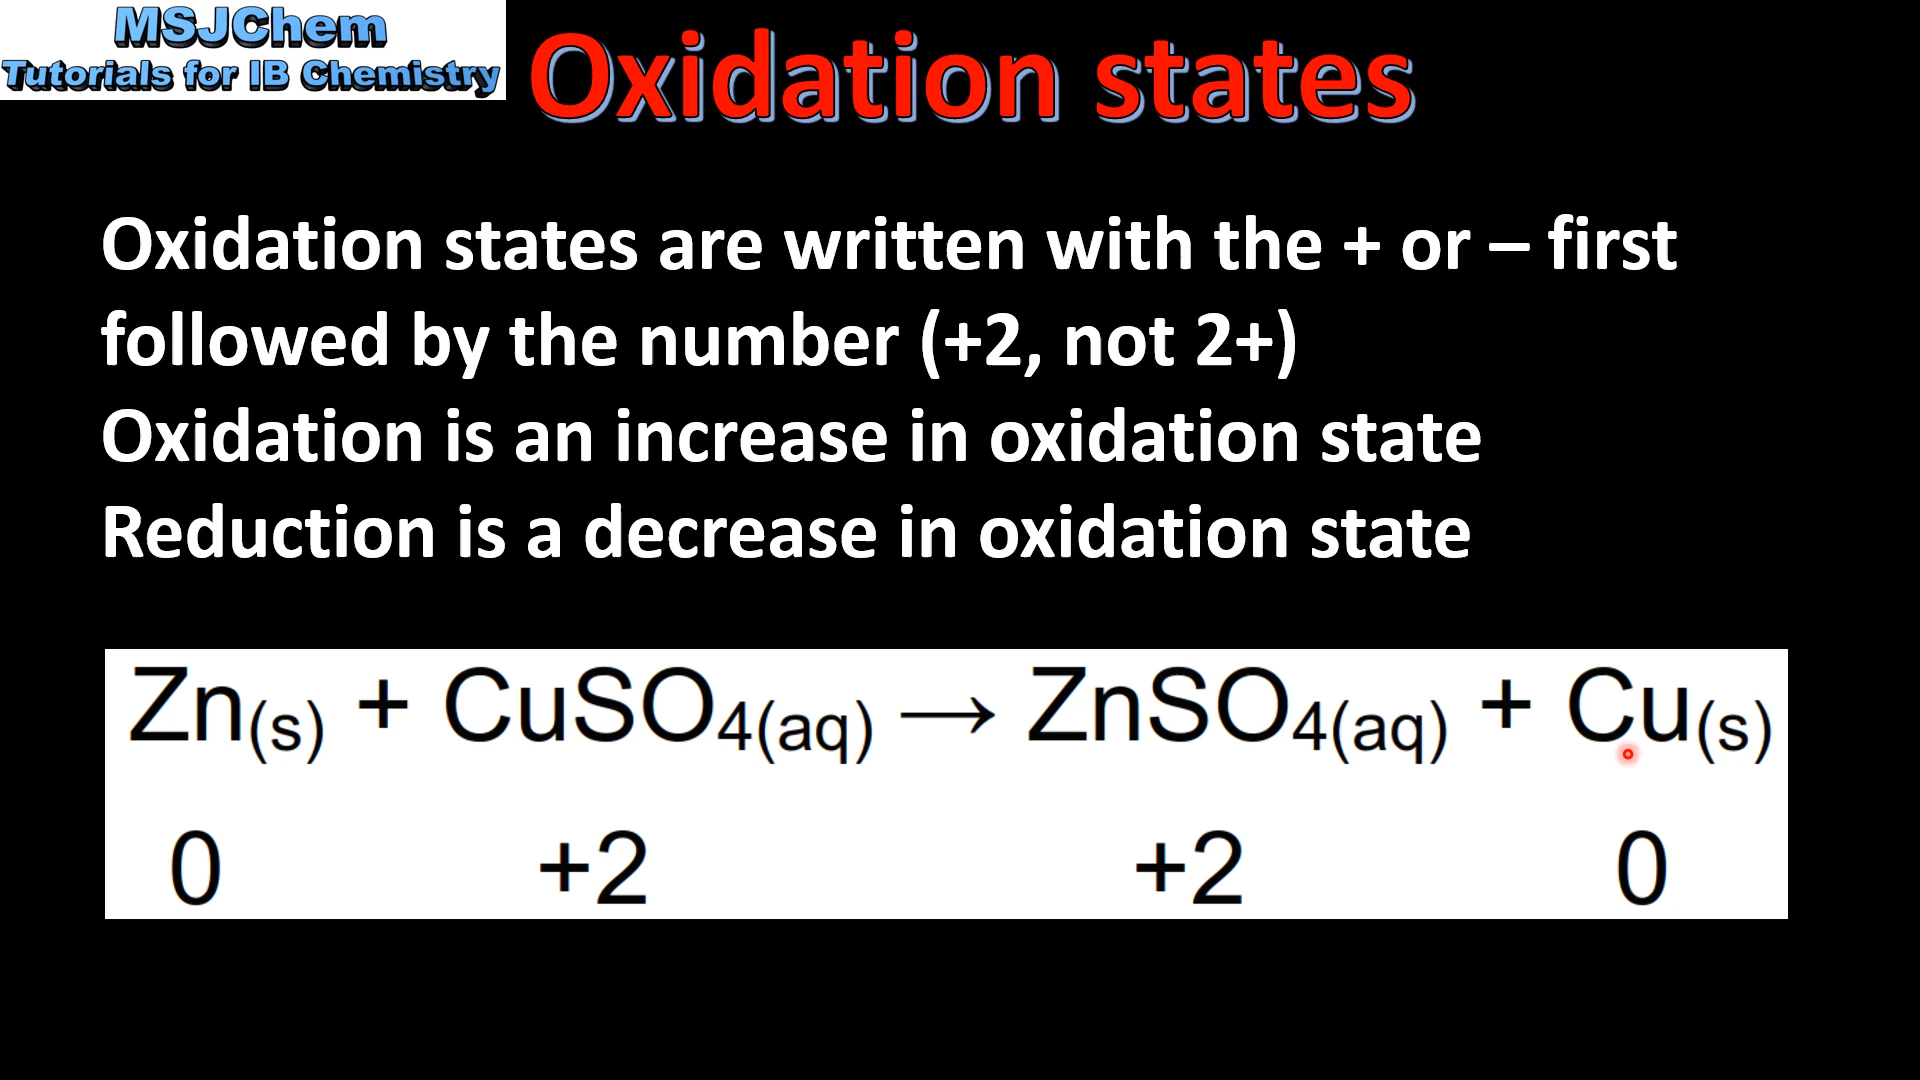 MSJChem
Tutorials for IB Chemistry
Oxidation states
Oxidation states are written with the + or – first
followed by the number (+2, not 2+)
Oxidation is an increase in oxidation state
Reduction is a decrease in oxidation state
Zn(s) + CuSO4(aq) → ZnSO4(aq) + Cu(s)
0 +2 +2 0